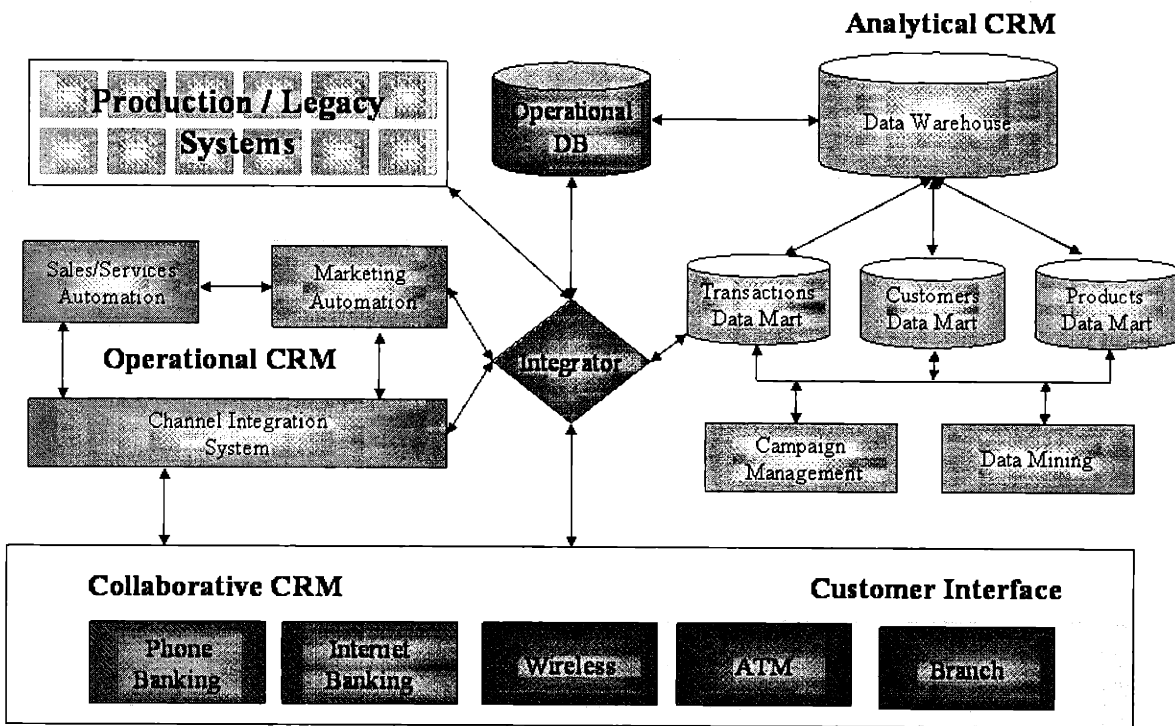 Analytical CRM
Production / Legacy
Systems
Operational
DB
Data Warehouse
Sales/Services
Automation
Marketing
Automation
Transactions
Data Mart
Customers
Data Mart
Products
Data Mart
Operational CRM
Integrator
Channel Integration
System
Campaign
Management
Data Mining
Collaborative CRM
Customer Interface
Phone
Banking
Internet
Banking
Wireless
ATM
Branch